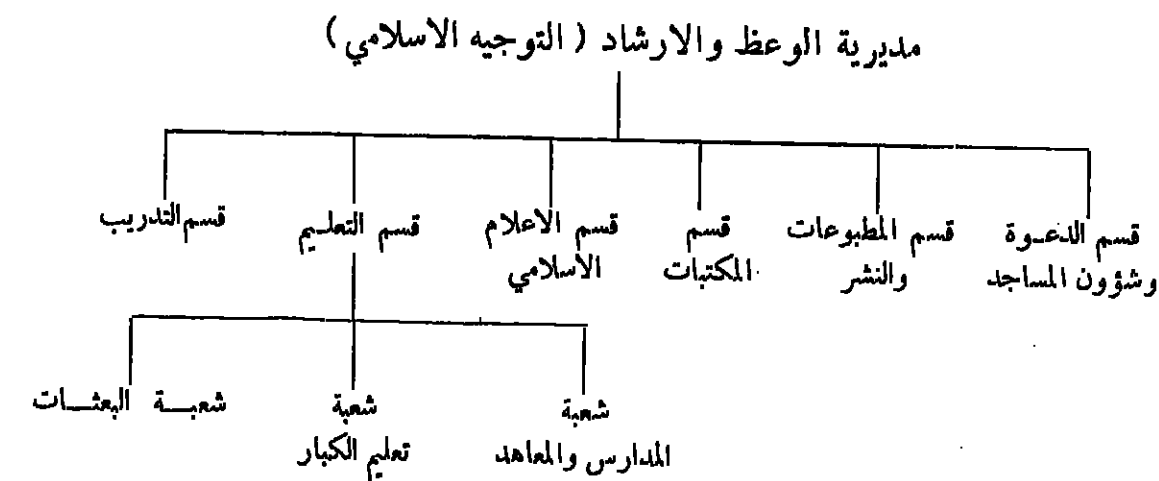 مديرية الوعظ والارشاد ( التوجيه الاسلامي )
قسم الدعوة
وشؤون المساجد
قسم المطبوعات
والنشر
قسم
المكتبات
قسم الاعلام
الاسلامي
قسم التعليم
قسم التدريب
شعبة
المدارس والمعاهد
شعبة
تعليم الكبار
شعبة البعثات